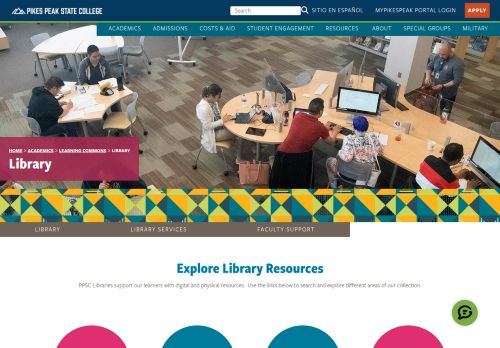 PIKES PEAK STATE COLLEGE
Search
SITIO EN ESPAÑOL
MYPIKESPEAK PORTAL LOGIN
APPLY
ACADEMICS ADMISSIONS COSTS & AID STUDENT ENGAGEMENT RESOURCES ABOUT SPECIAL GROUPS MILITARY
HOME > ACADEMICS > LEARNING COMMONS > LIBRARY
Library
LIBRARY LIBRARY SERVICES FACULTY SUPPORT
Explore Library Resources
PPSC Libraries support our learners with digital and physical resources. Use the links below to search and explore different areas of our collection.